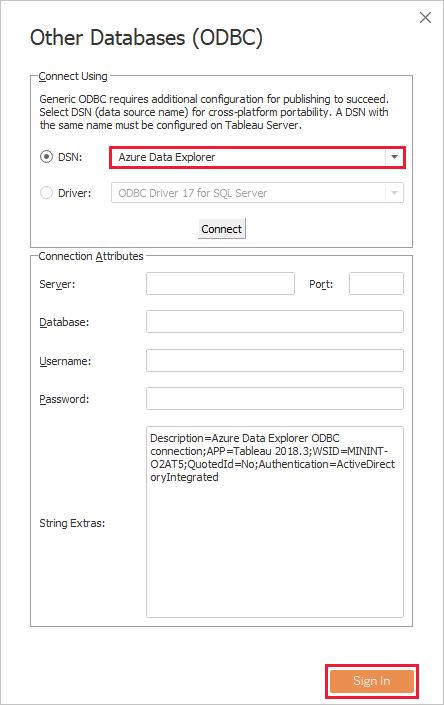 Other Databases (ODBC)
Connect Using
Generic ODBC requires additional configuration for publishing to succeed.
Select DSN (data source name) for cross-platform portability. A DSN with
the same name must be configured on Tableau Server.
DSN: Azure Data Explorer
Driver: ODBC Driver 17 for SQL Server
Connect
Connection Attributes
Server: Port:
Database:
Username:
Password:
Description=Azure Data Explorer ODBC
connection;APP=Tableau 2018.3;WSID=MININT-
O2AT5;QuotedId=No;Authentication=ActiveDirect
oryIntegrated
String Extras:
Sign In